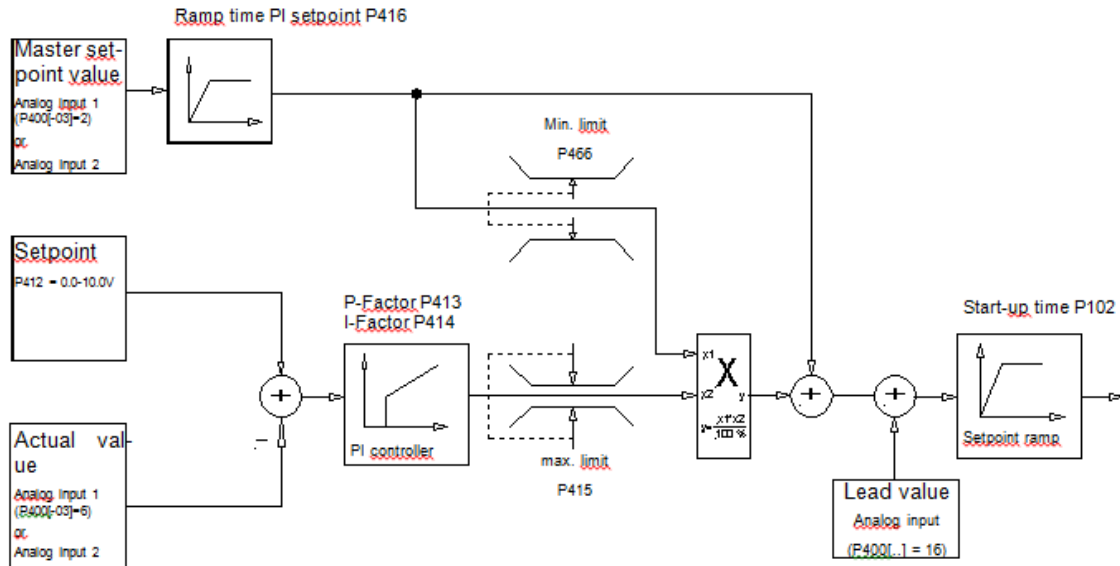 Ramp time PI setpoint P416
Master set-
point value
Analog Input 1
(P400[-03]=2)
or
Analog Input 2
Min. limit
P466
Setpoint
P412 = 0.0-10.0V
P-Factor P413
I-Factor P414
PI controller
max. limit
P415
x1
x2
X
y
y= x1*x2
100 %
+
+
+
–
Start-up time P102
Setpoint ramp
Actual val-
ue
Analog Input 1
(P400[-03]=6)
or
Analog Input 2
Lead value
Analog input
(P400[..] = 16)